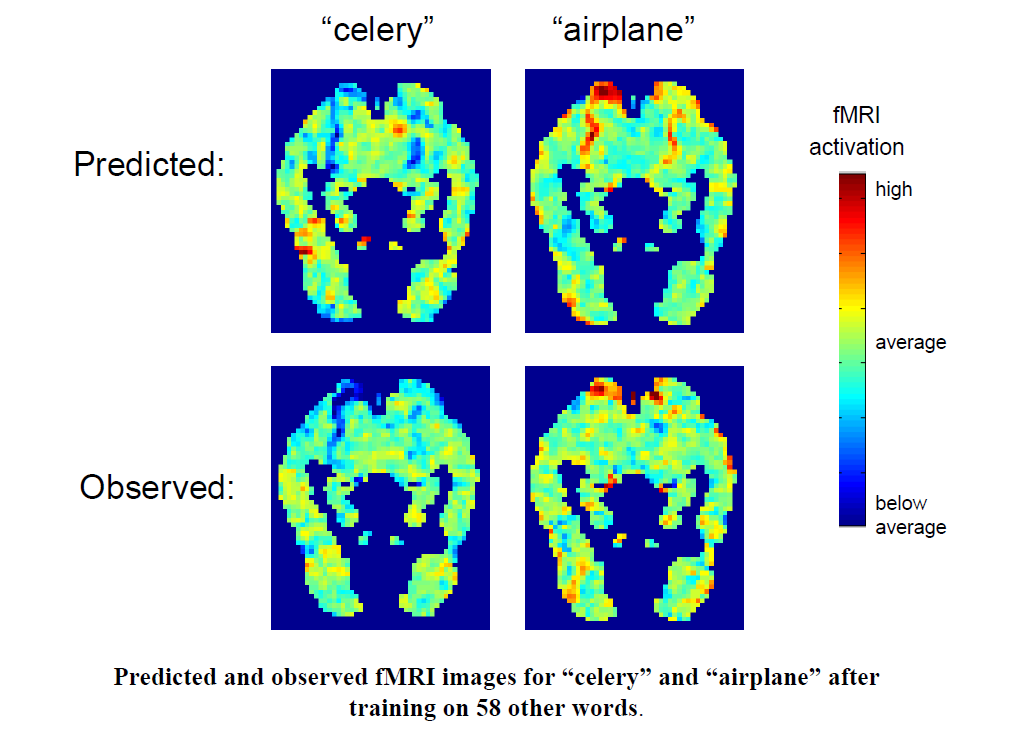 “celery” “airplane”
fMRI
activation
Predicted:
high
average
Observed:
below
average
Predicted and observed fMRI images for “celery” and “airplane” after
training on 58 other words.